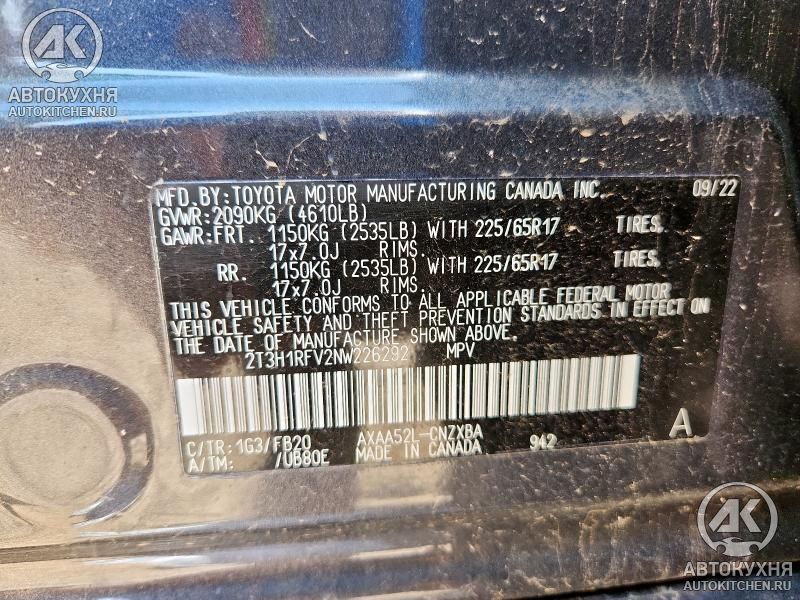 АК
АВТОКУХНЯ
AUTOKITCHEN.RU
MFD. BY: TOYOTA MOTOR MANUFACTURING CANADA INC. 09/22
GVWR: 2090KG (4610LB)
GAWR: FRT. 1150KG (2535LB) WITH 225/65R17 TIRES.
17x7.0J RIMS.
RR. 1150KG (2535LB) WITH 225/65R17 TIRES.
17x7.0J RIMS.
THIS VEHICLE CONFORMS TO ALL APPLICABLE FEDERAL MOTOR
VEHICLE SAFETY AND THEFT PREVENTION STANDARDS IN EFFECT ON
THE DATE OF MANUFACTURE SHOWN ABOVE.
2T3H1RFV2NW226292 MPV
C/TR: 1G3/FB20 AXAA52L-CNZXBA 942 A
A/TM: /UB80E MADE IN CANADA
АК
АВТОКУХНЯ
AUTOKITCHEN.RU